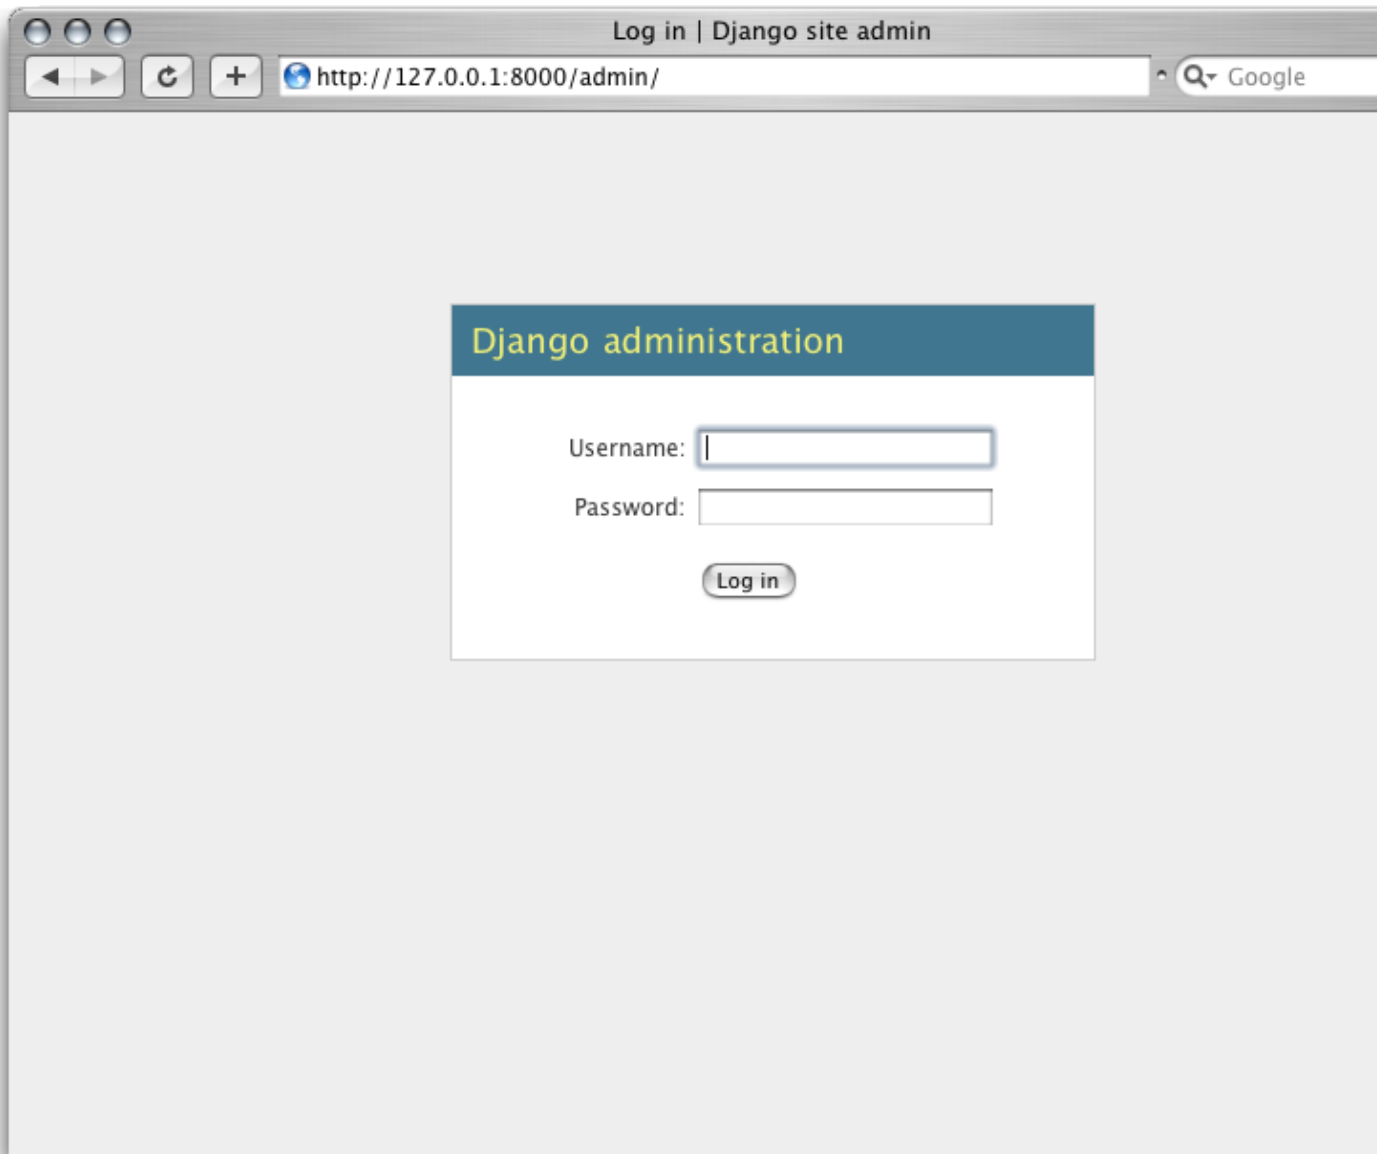 Log in | Django site admin
http://127.0.0.1:8000/admin/
Google
Django administration
Username:
Password:
Log in